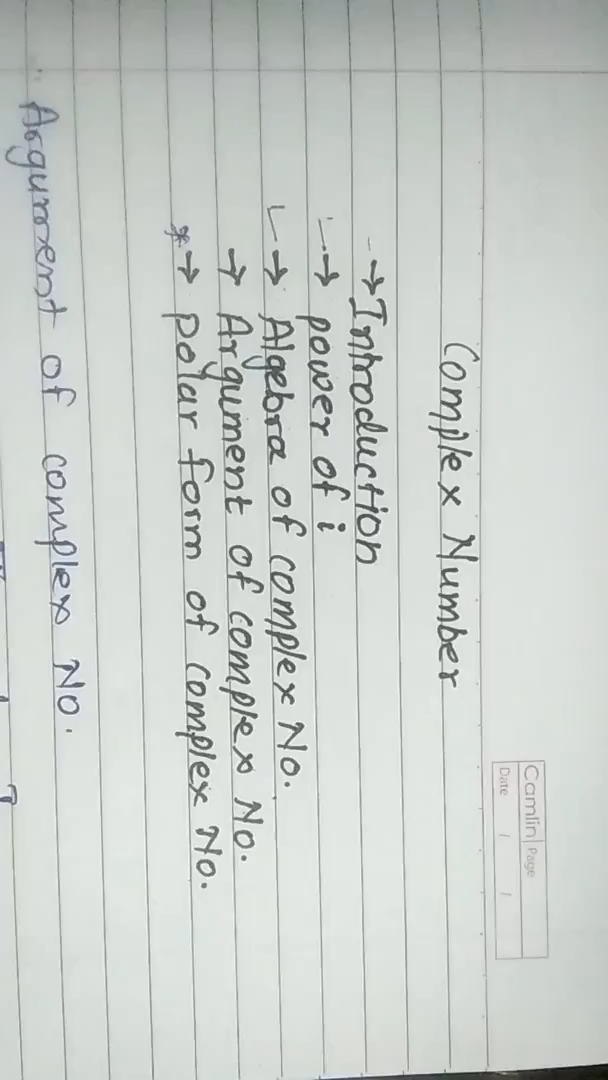 Camlin Page
Date / /
Complex Number
→ Introduction
→ power of i
→ Algebra of complex No.
→ Argument of complex No.
* → polar form of complex No.
Argument of complex No.